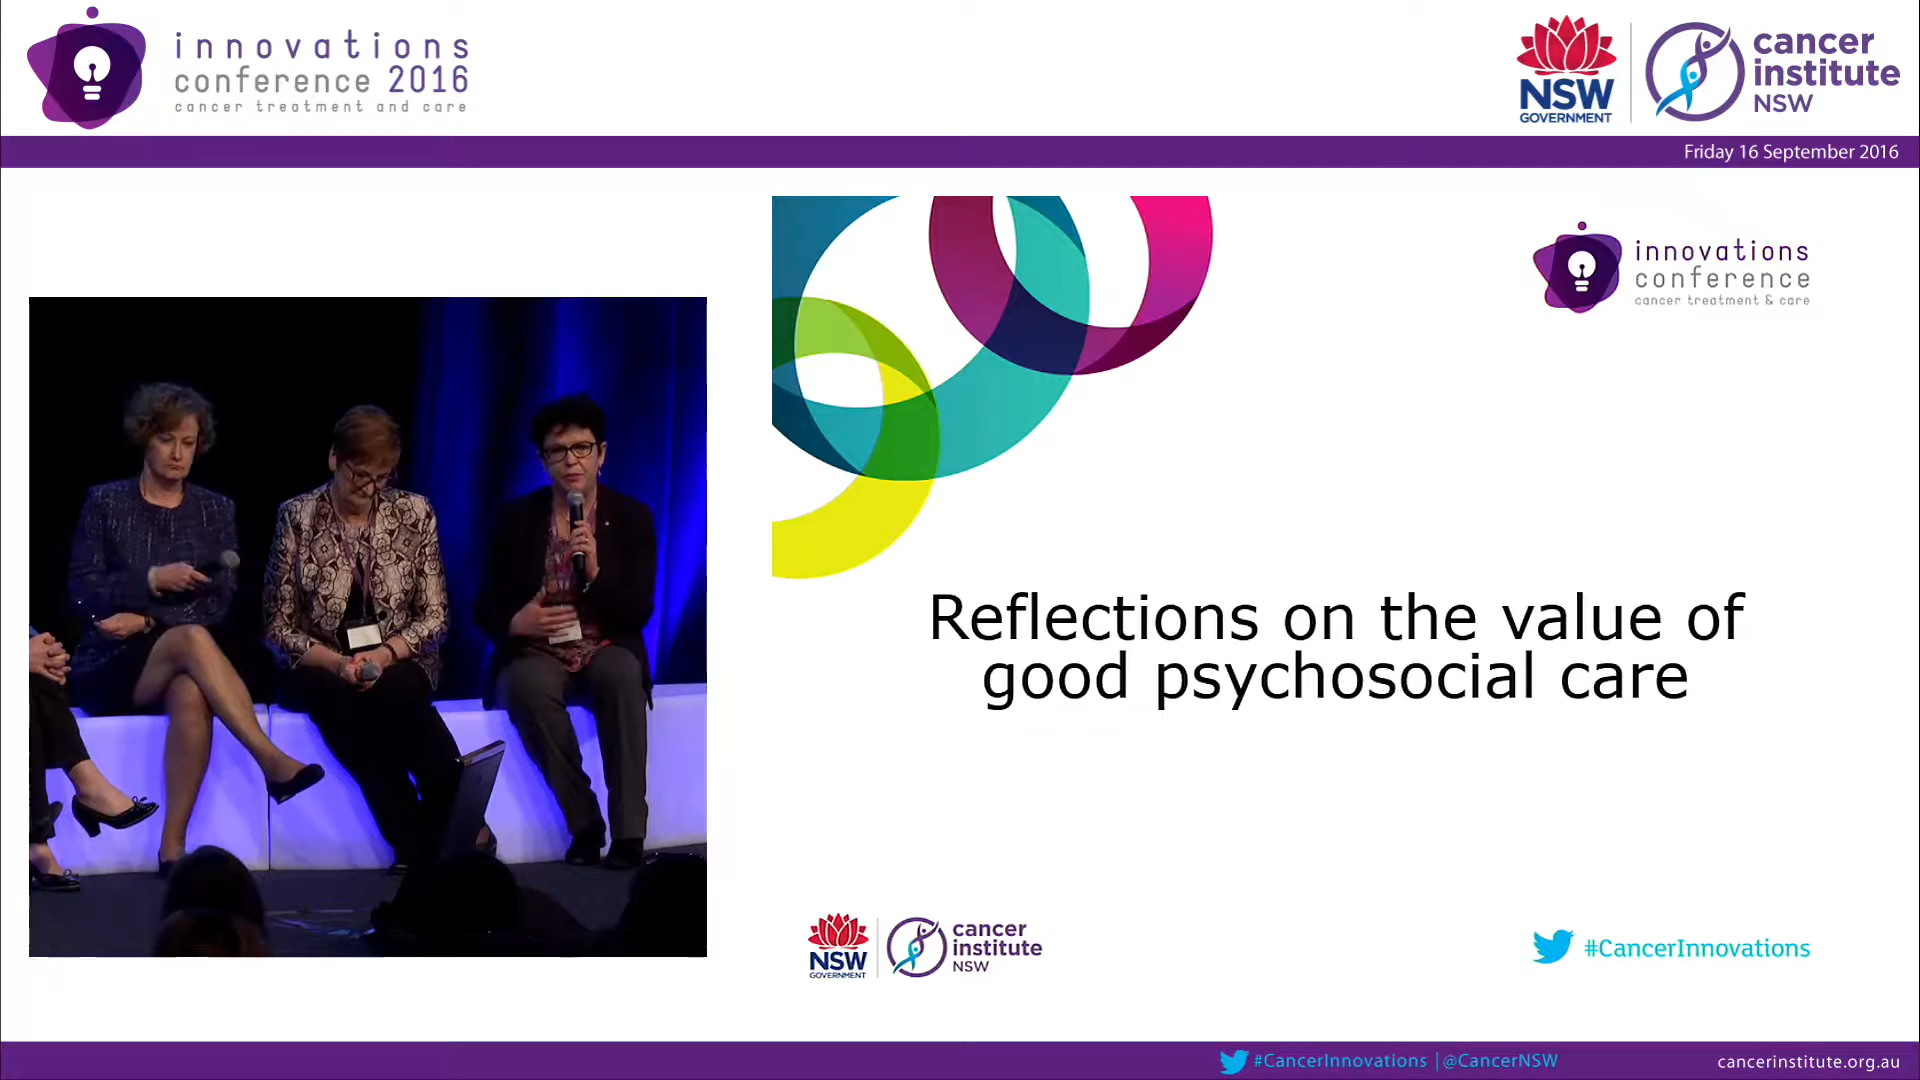 innovations
conference 2016
cancer treatment and care
NSW
GOVERNMENT
cancer
institute
NSW
Friday 16 September 2016
innovations
conference
cancer treatment & care
Reflections on the value of
good psychosocial care
NSW
GOVERNMENT
cancer
institute
NSW
#CancerInnovations
#CancerInnovations | @CancerNSW
cancerinstitute.org.au